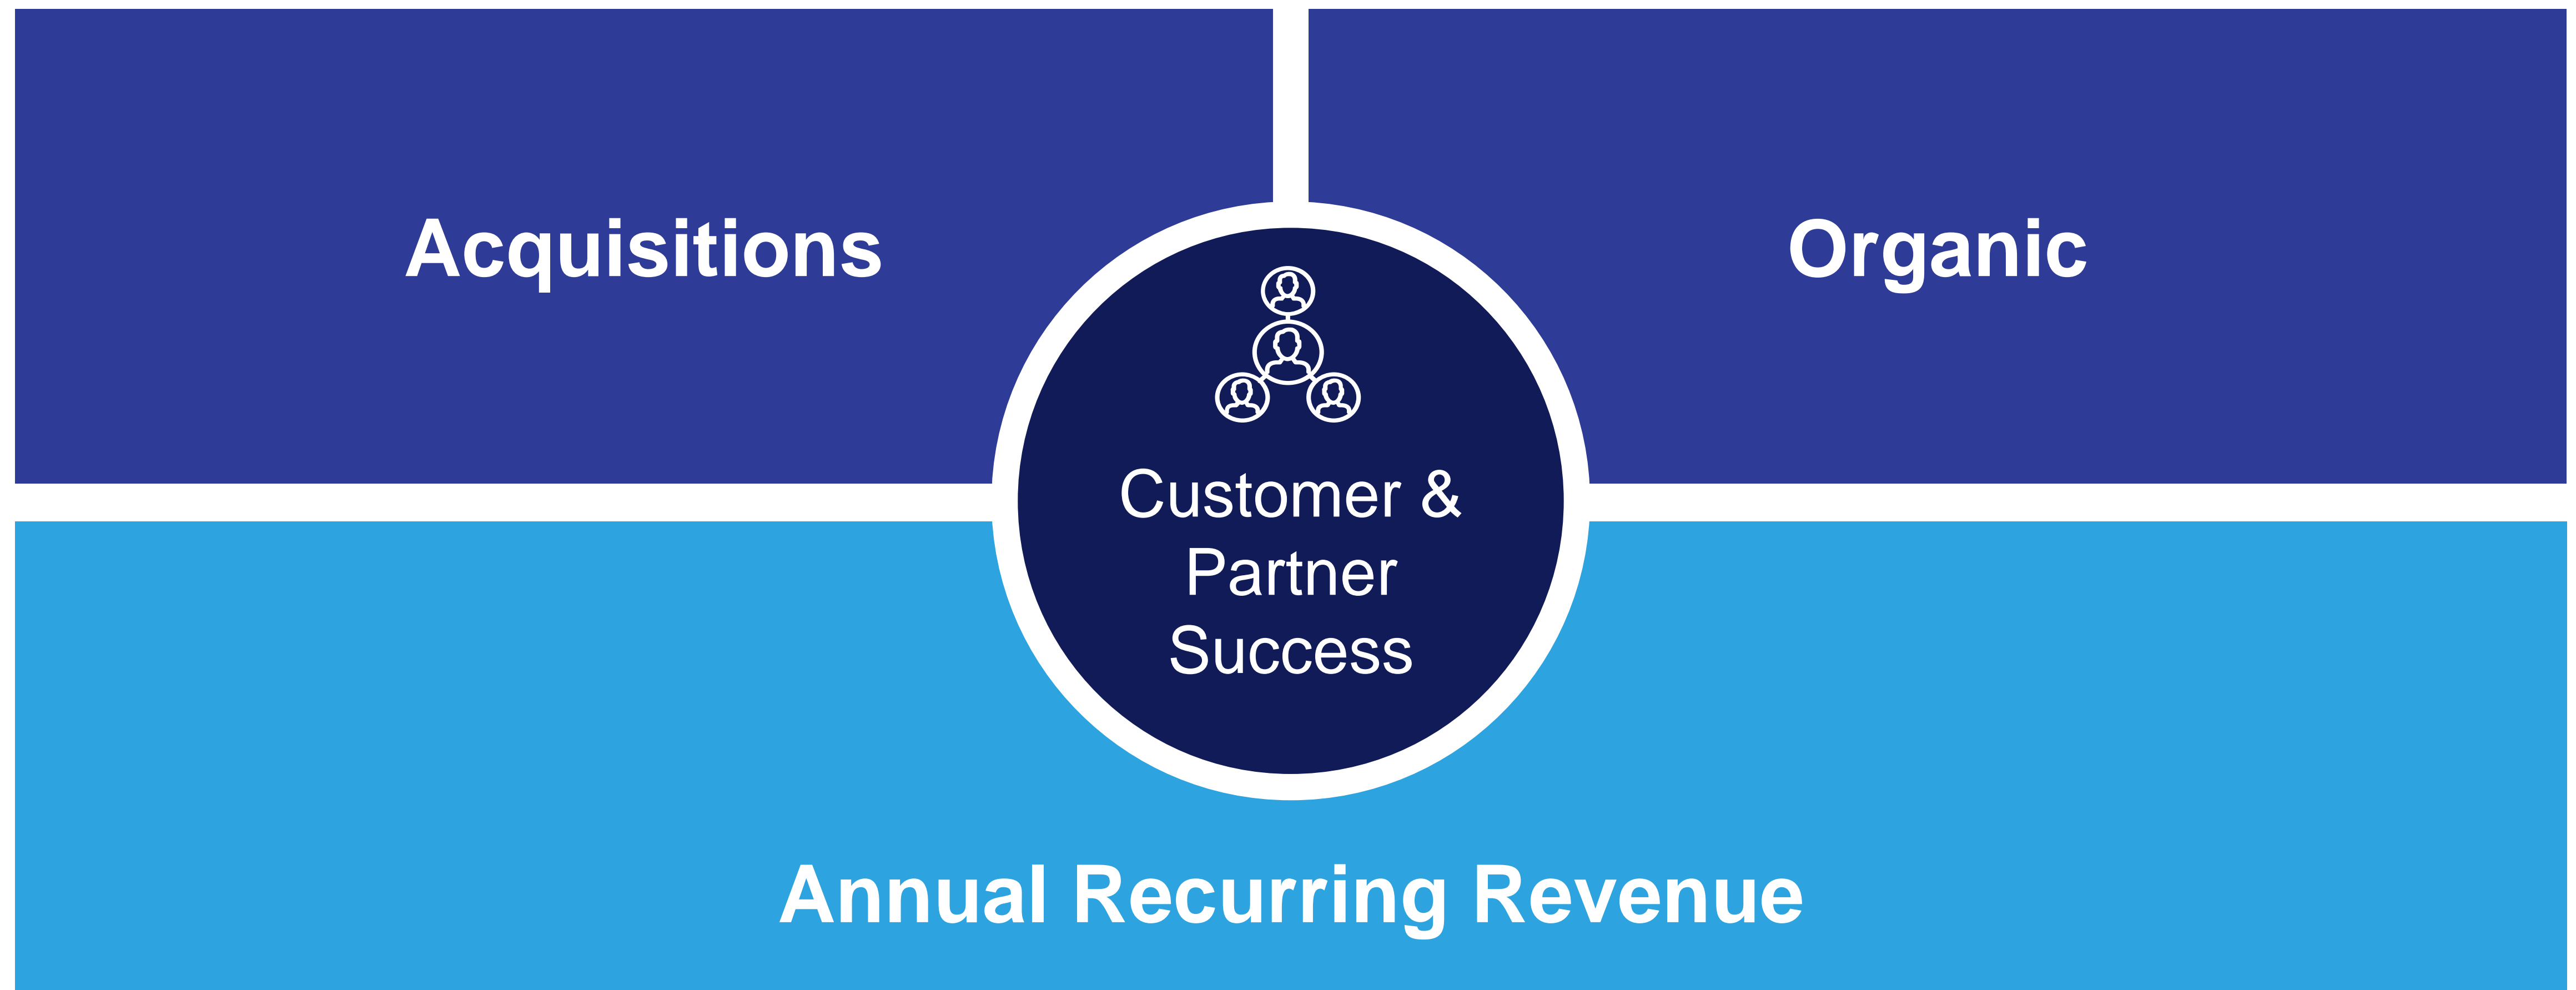 Acquisitions
Organic
Customer &
Partner
Success
Annual Recurring Revenue